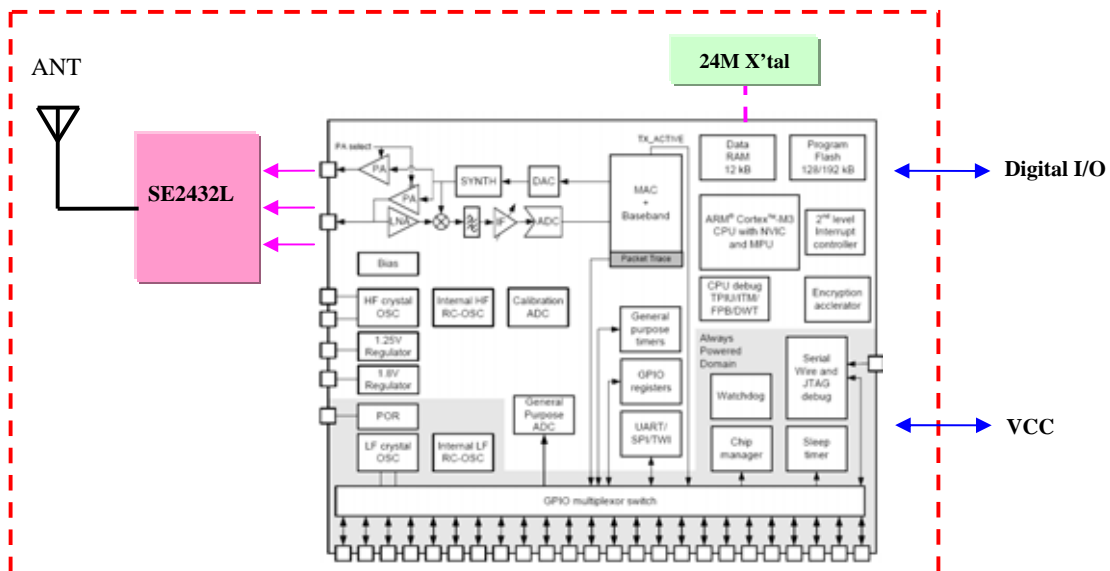 ANT
24M X'tal
SE2432L
Digital I/O
VCC
PA select
TX_ACTIVE
PA
PA
LNA
SYNTH
DAC
IF
ADC
MAC
+
Baseband
Packet Trace
Data
RAM
12 kB
Program
Flash
128/192 kB
ARM® Cortex™-M3
CPU with NVIC
and MPU
2nd level
Interrupt
controller
CPU debug
TPIU/ITM/
FPB/DWT
Encryption
acclerator
Bias
HF crystal
OSC
Internal HF
RC-OSC
Calibration
ADC
1.25V
Regulator
1.8V
Regulator
General
purpose
timers
GPIO
registers
UART/
SPI/TWI
Always
Powered
Domain
Serial
Wire and
JTAG
debug
Watchdog
Chip
manager
Sleep
timer
POR
LF crystal
OSC
Internal LF
RC-OSC
General
Purpose
ADC
GPIO multiplexor switch